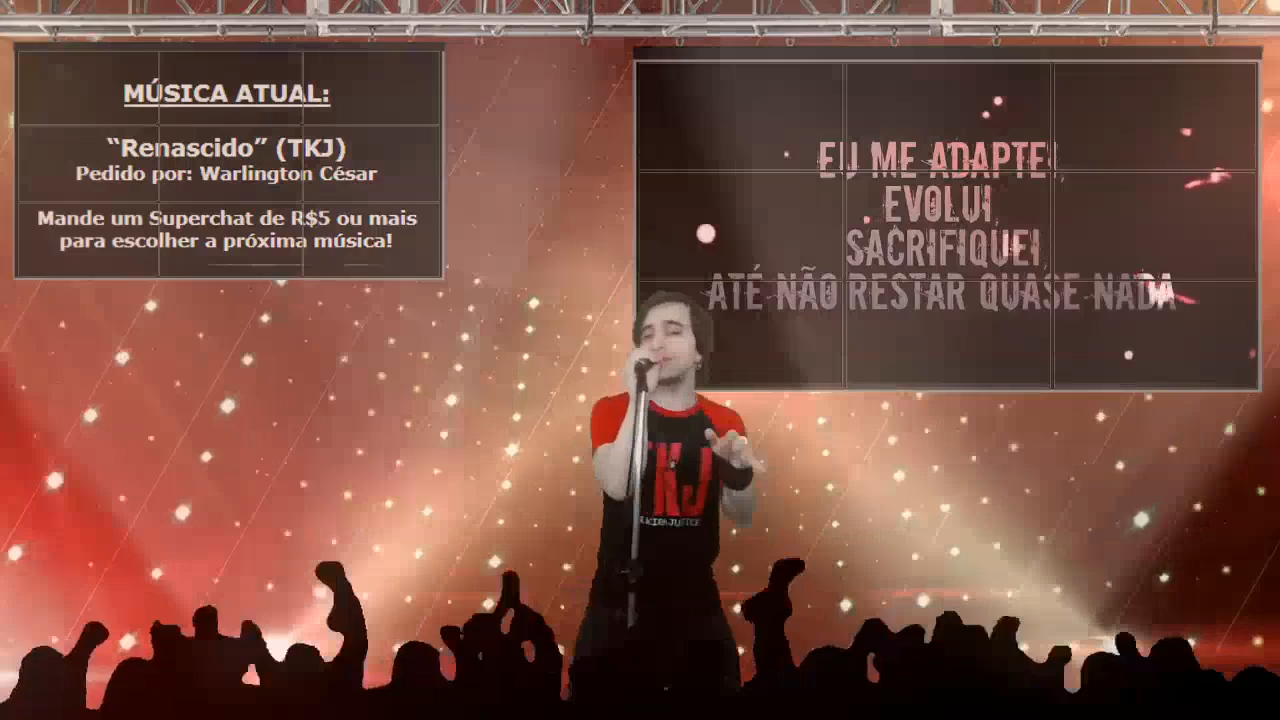 MÚSICA ATUAL:
“Renascido” (TKJ)
Pedido por: Warlington César
Mande um Superchat de R$5 ou mais
para escolher a próxima música!
EU ME ADAPTEI,
EVOLUI,
SACRIFIQUEI,
ATÉ NÃO RESTAR QUASE NADA
TKJ